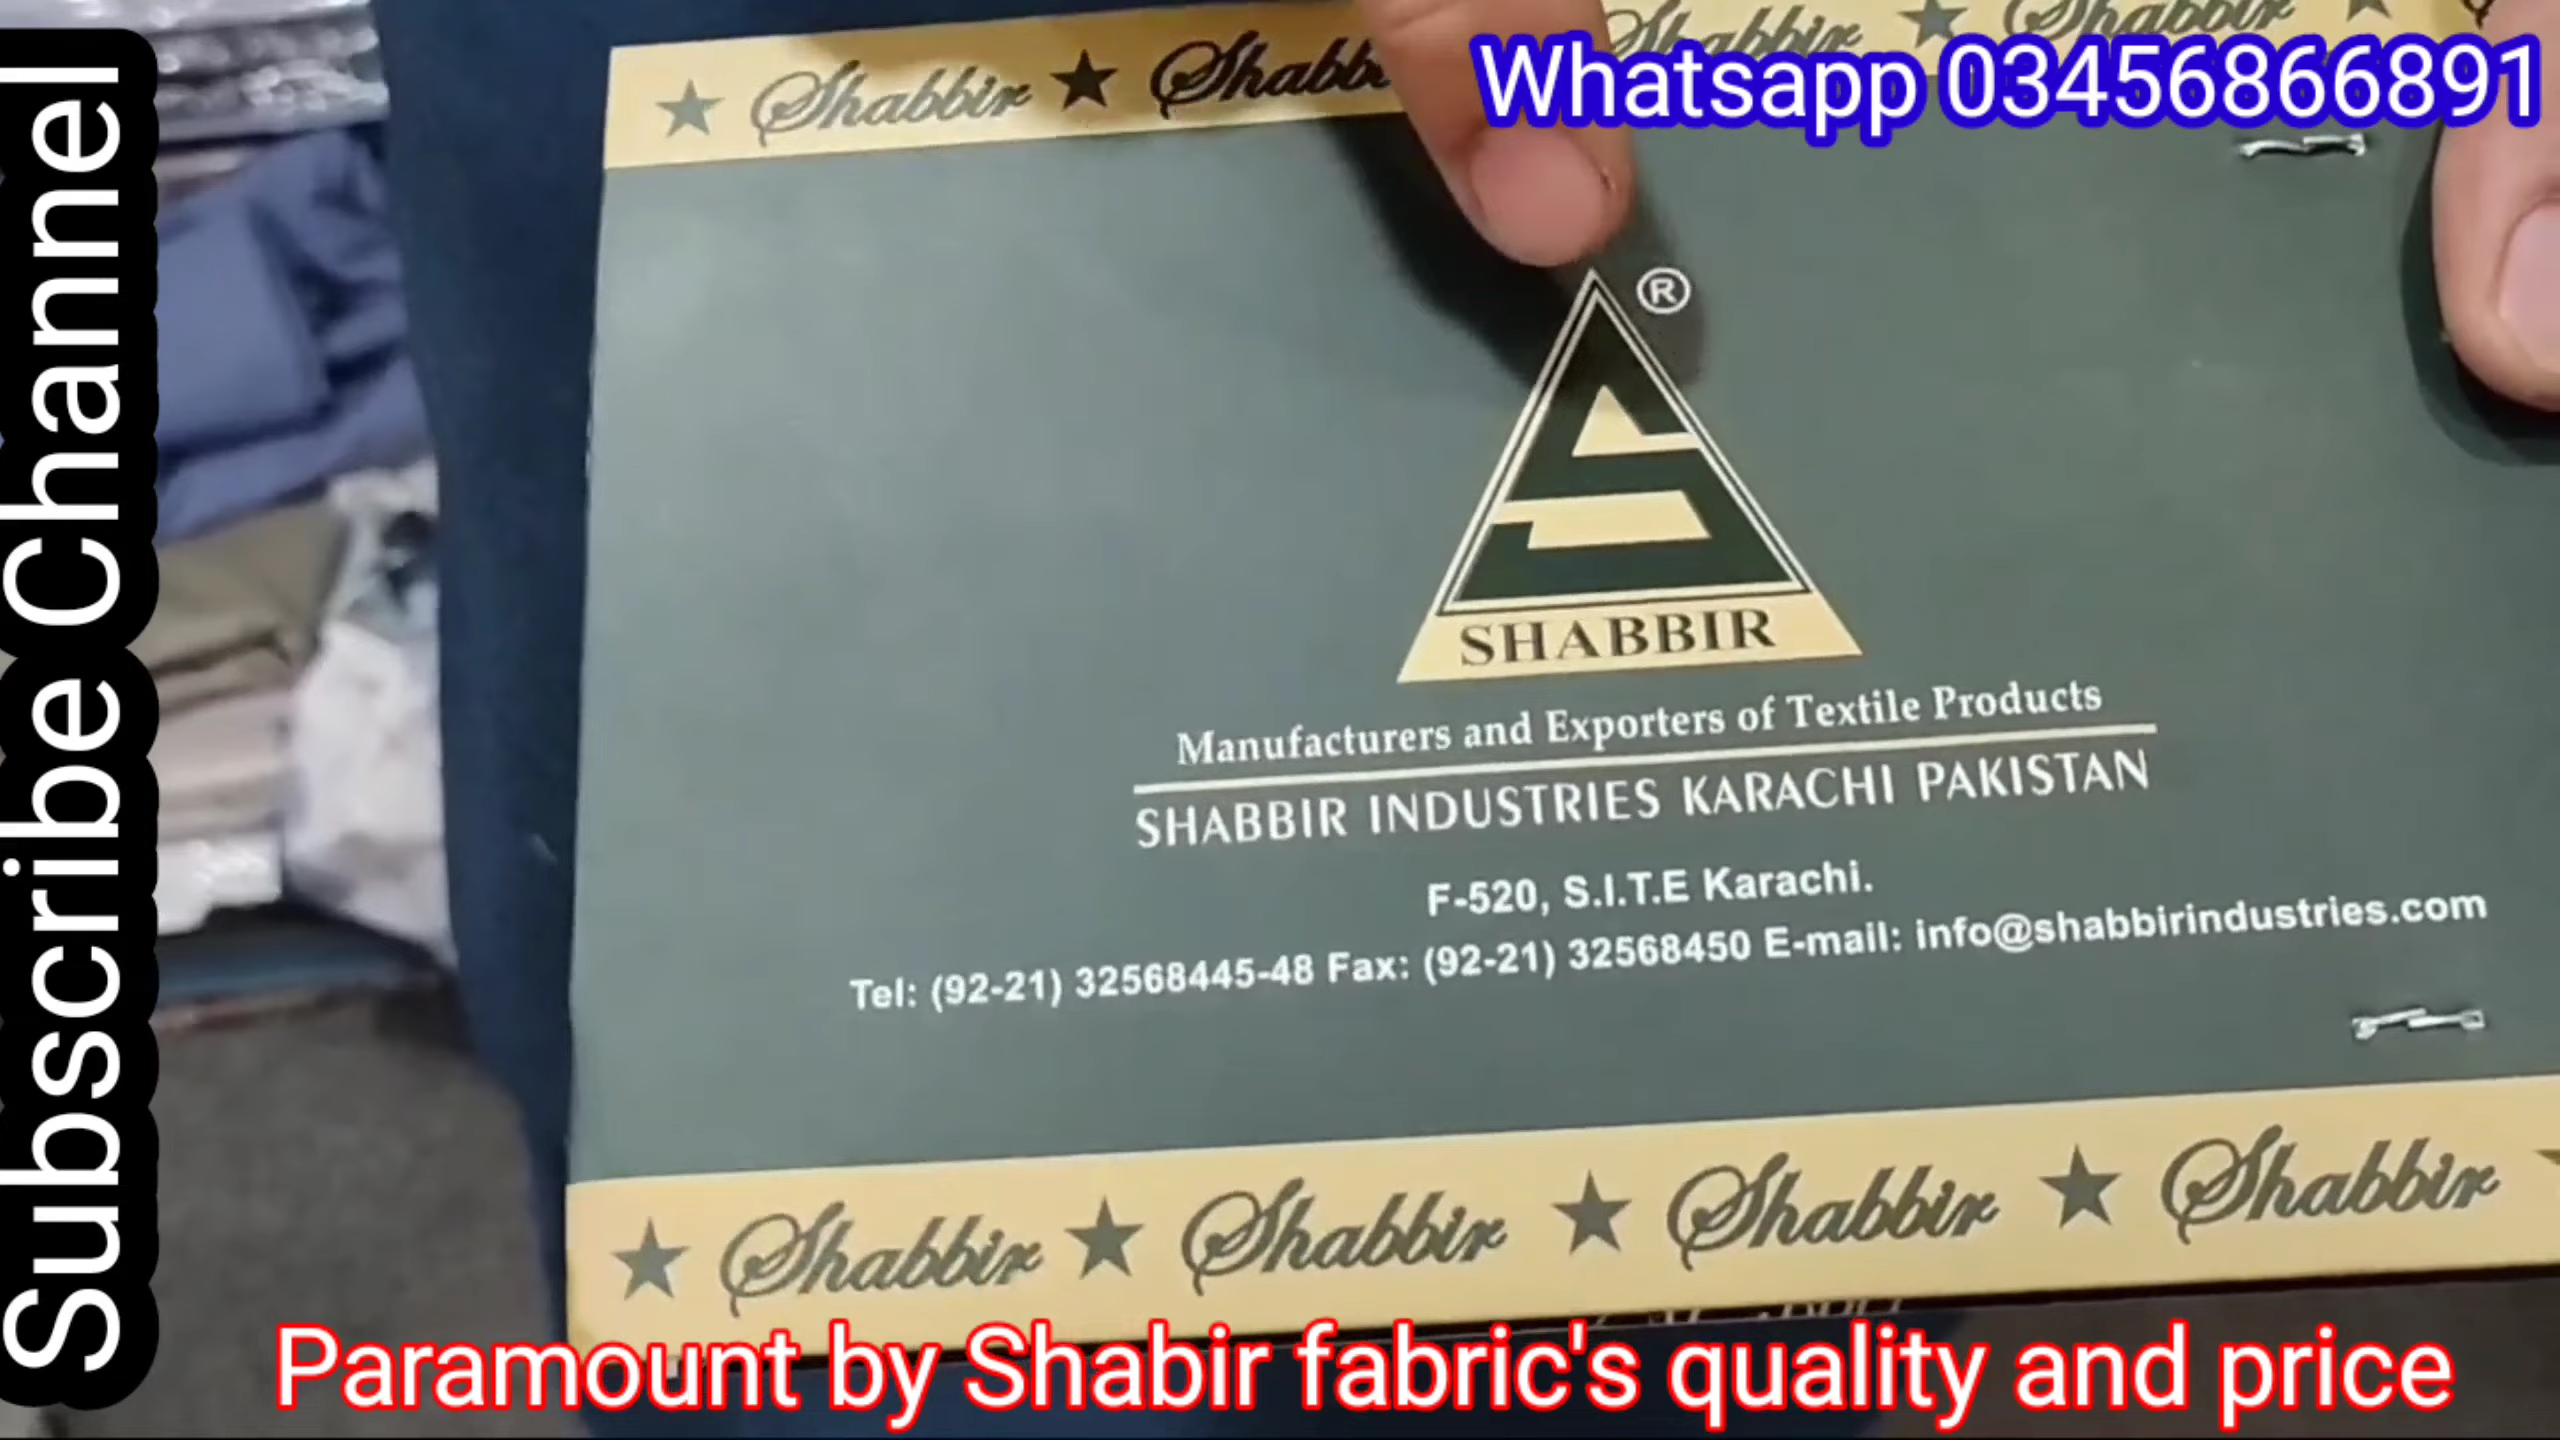 Subscribe Channel
Whatsapp 03456866891
Shabbir ★ Shabb
Shabbir ★ Shabbir
®
SHABBIR
Manufacturers and Exporters of Textile Products
SHABBIR INDUSTRIES KARACHI PAKISTAN
F-520, S.I.T.E Karachi.
Tel: (92-21) 32568445-48 Fax: (92-21) 32568450 E-mail: info@shabbirindustries.com
★ Shabbir ★ Shabbir ★ Shabbir ★ Shabbir
Paramount by Shabir fabric's quality and price